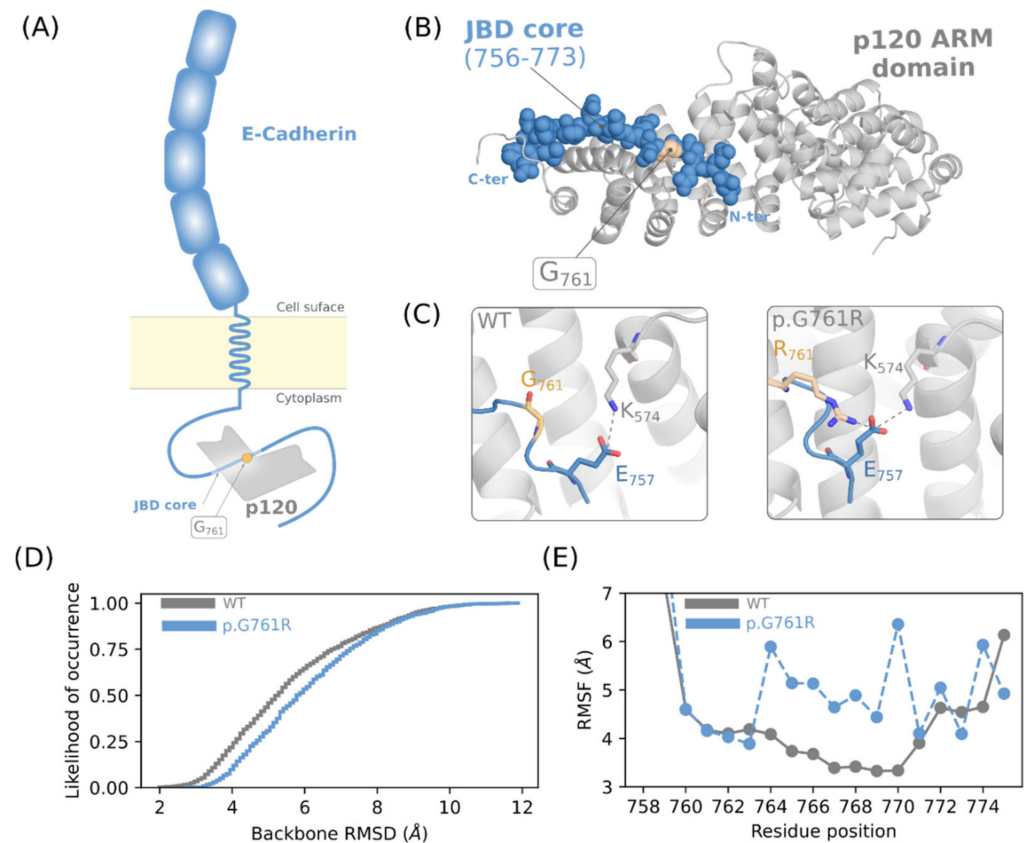 (A)
E-Cadherin
Cell suface
Cytoplasm
JBD core
G761
p120
(B)
JBD core
(756-773)
p120 ARM
domain
C-ter
N-ter
G761
(C)
WT
G761
K574
E757
p.G761R
R761
K574
E757
(D)
Likelihood of occurrence
1.00
0.75
0.50
0.25
0.00
WT
p.G761R
2 4 6 8 10 12
Backbone RMSD (Å)
(E)
RMSF (Å)
7
6
5
4
3
WT
p.G761R
758 760 762 764 766 768 770 772 774
Residue position